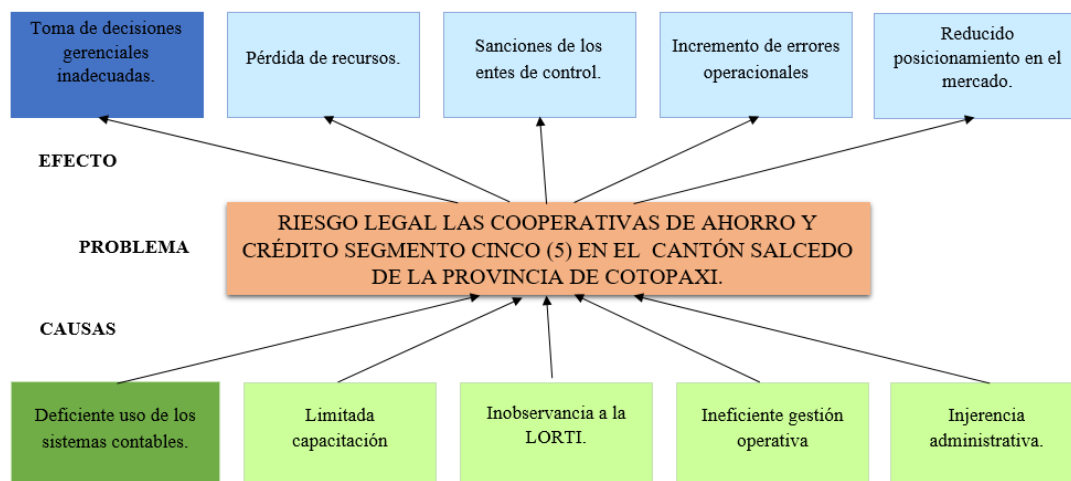 Toma de decisiones
gerenciales
inadecuadas.
Pérdida de recursos.
Sanciones de los
entes de control.
Incremento de errores
operacionales
Reducido
posicionamiento en el
mercado.
EFECTO
PROBLEMA
RIESGO LEGAL LAS COOPERATIVAS DE AHORRO Y
CRÉDITO SEGMENTO CINCO (5) EN EL CANTÓN SALCEDO
DE LA PROVINCIA DE COTOPAXI.
CAUSAS
Deficiente uso de los
sistemas contables.
Limitada
capacitación
Inobservancia a la
LORTI.
Ineficiente gestión
operativa
Injerencia
administrativa.